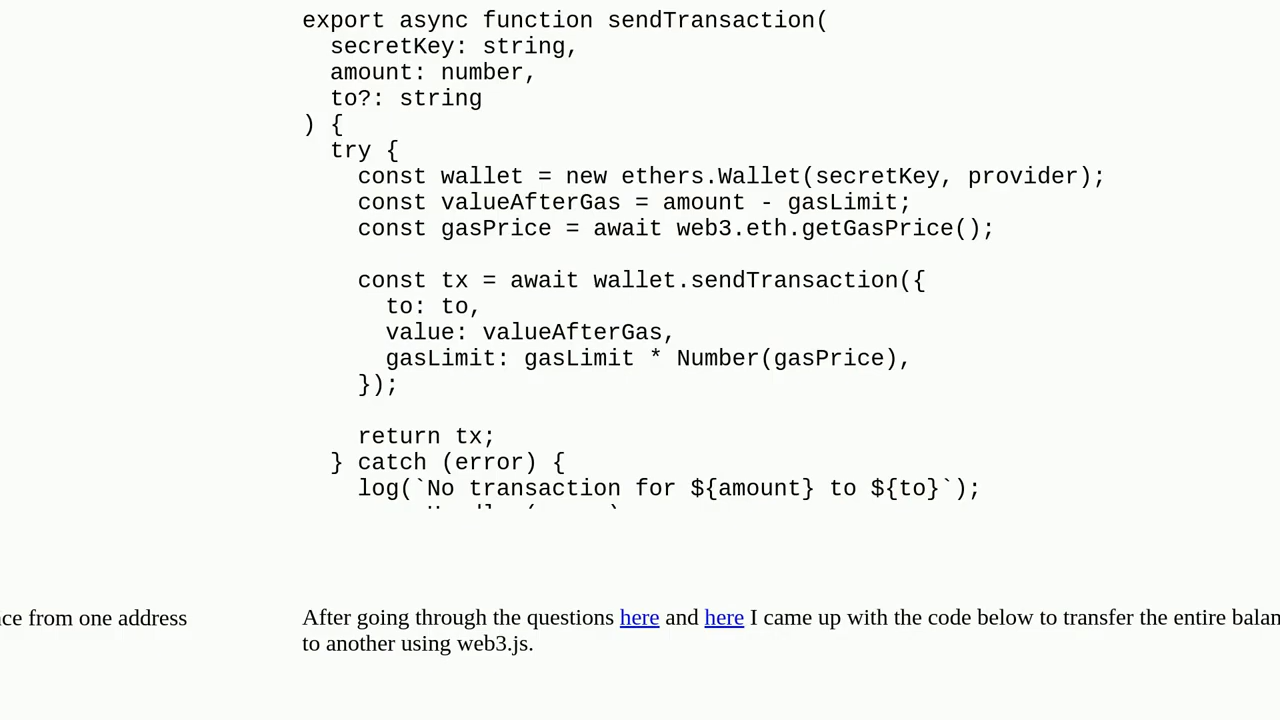 export async function sendTransaction(
  secretKey: string,
  amount: number,
  to?: string
) {
  try {
    const wallet = new ethers.Wallet(secretKey, provider);
    const valueAfterGas = amount - gasLimit;
    const gasPrice = await web3.eth.getGasPrice();

    const tx = await wallet.sendTransaction({
      to: to,
      value: valueAfterGas,
      gasLimit: gasLimit * Number(gasPrice),
    });

    return tx;
  } catch (error) {
    log(`No transaction for ${amount} to ${to}`);
from one address
After going through the questions here and here I came up with the code below to transfer the entire
to another using web3.js.